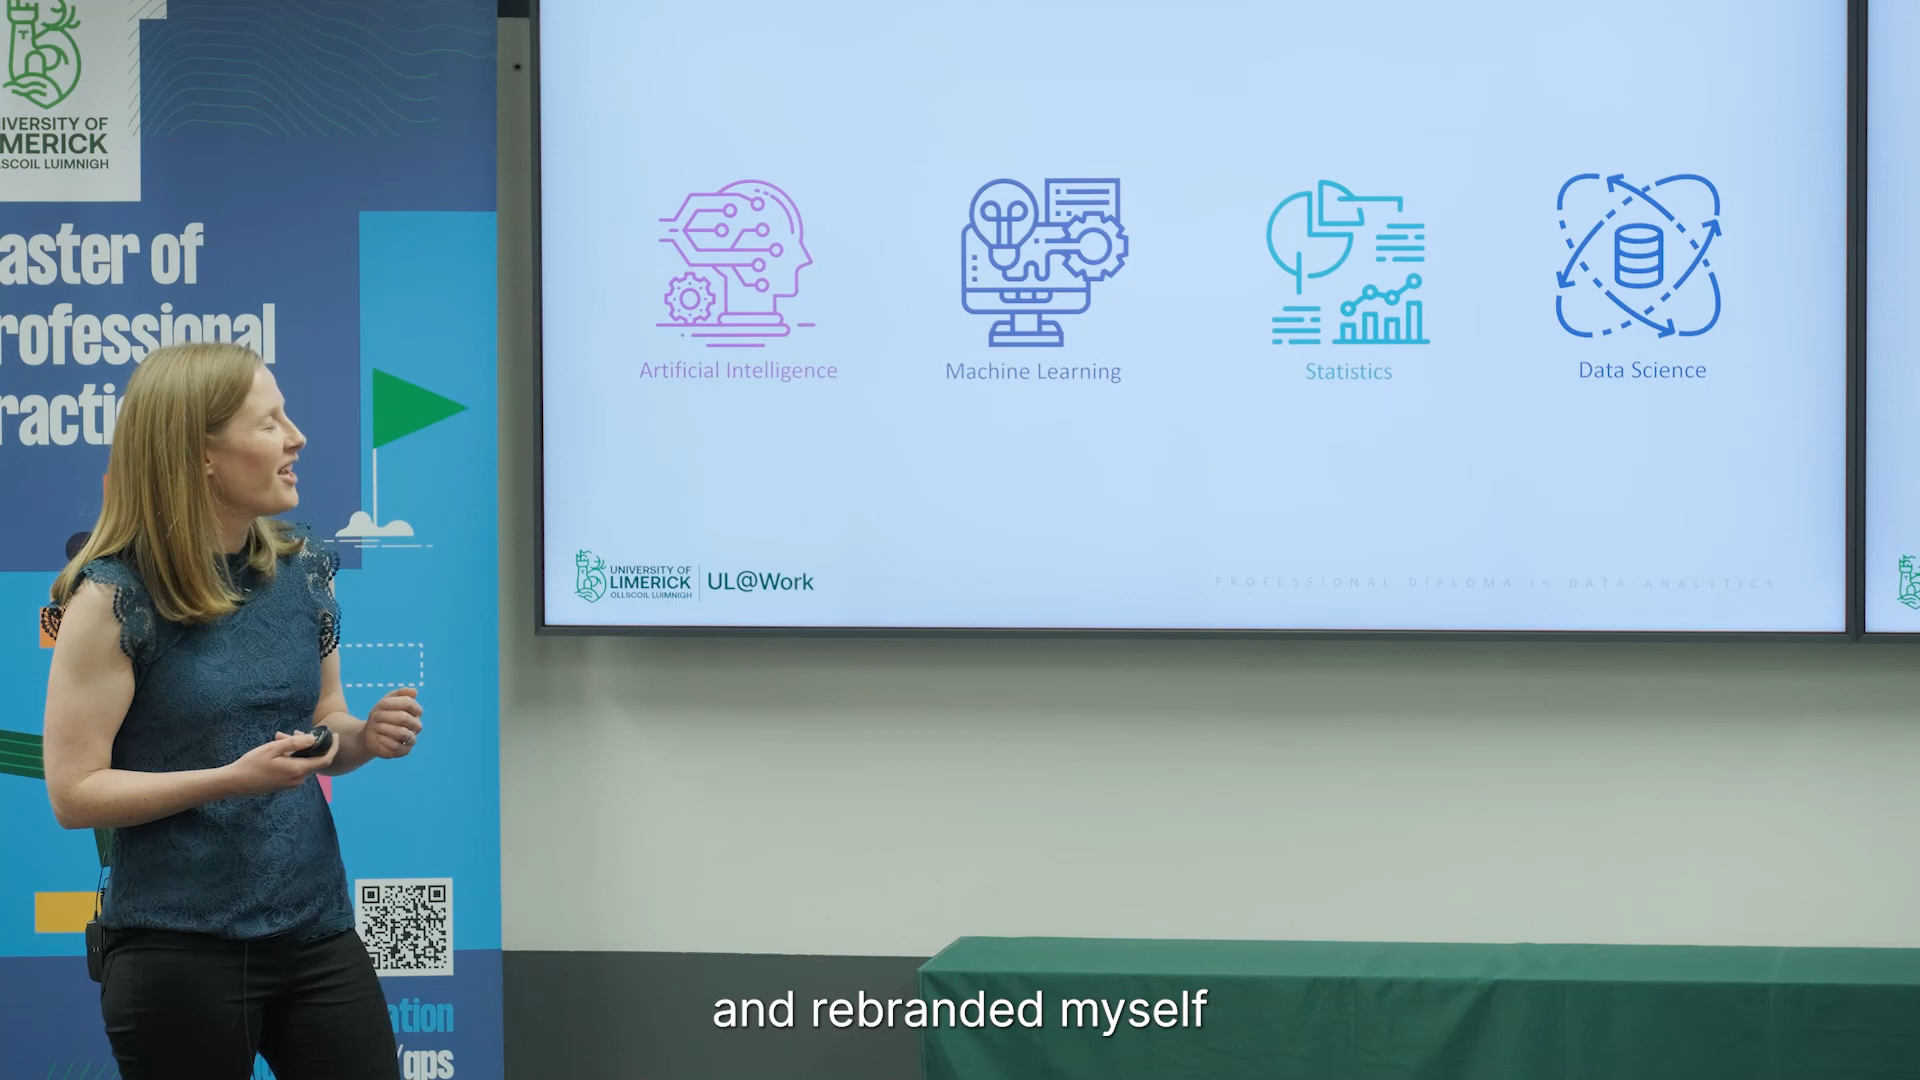 IVERSITY OF
MERICK
SCOIL LUIMNIGH
aster of
rofessional
racti
ation
/gps
Artificial Intelligence
Machine Learning
Statistics
Data Science
UNIVERSITY OF
LIMERICK
OLLSCOIL LUIMNIGH
UL@Work
PROFESSIONAL DIPLOMA in DATA ANALYTICS
and rebranded myself